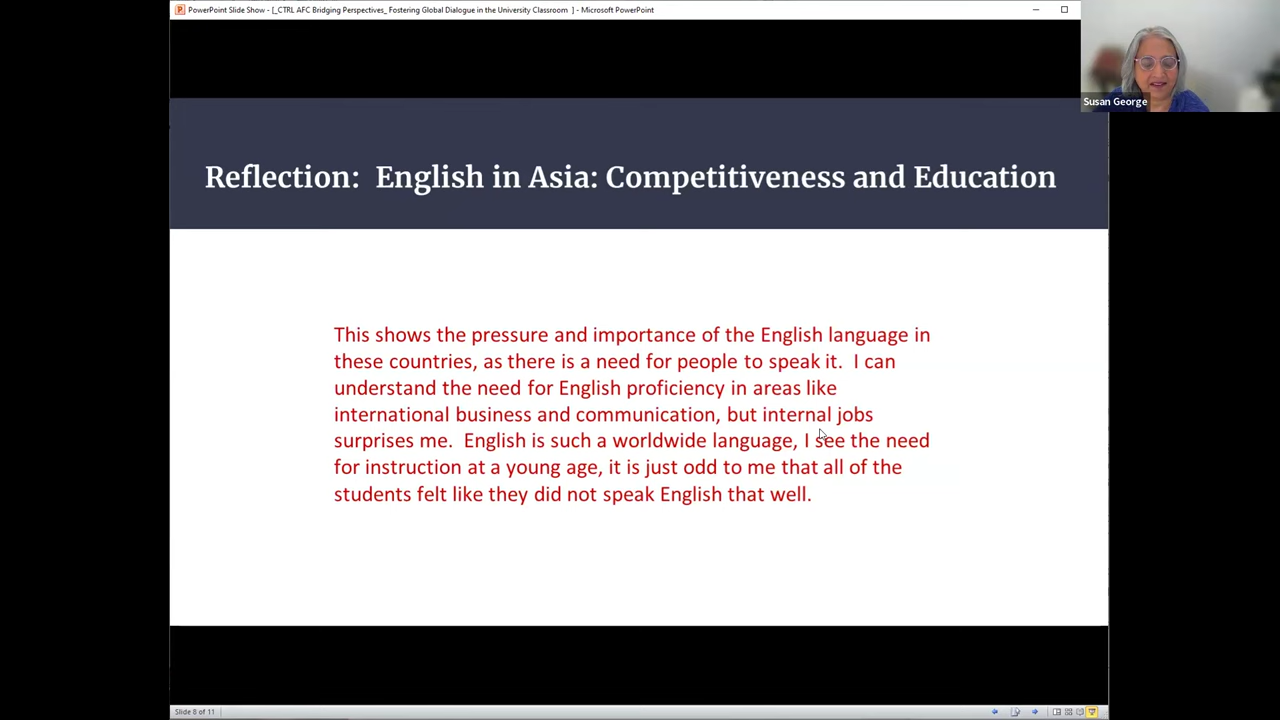 PowerPoint Slide Show - [_CTRL AFC Bridging Perspectives_ Fostering Global Dialogue in the University Classroom ] - Microsoft PowerPoint
Susan George
Reflection:  English in Asia: Competitiveness and Education
This shows the pressure and importance of the English language in
these countries, as there is a need for people to speak it.  I can
understand the need for English proficiency in areas like
international business and communication, but internal jobs
surprises me.  English is such a worldwide language, I see the need
for instruction at a young age, it is just odd to me that all of the
students felt like they did not speak English that well.
Slide 8 of 11